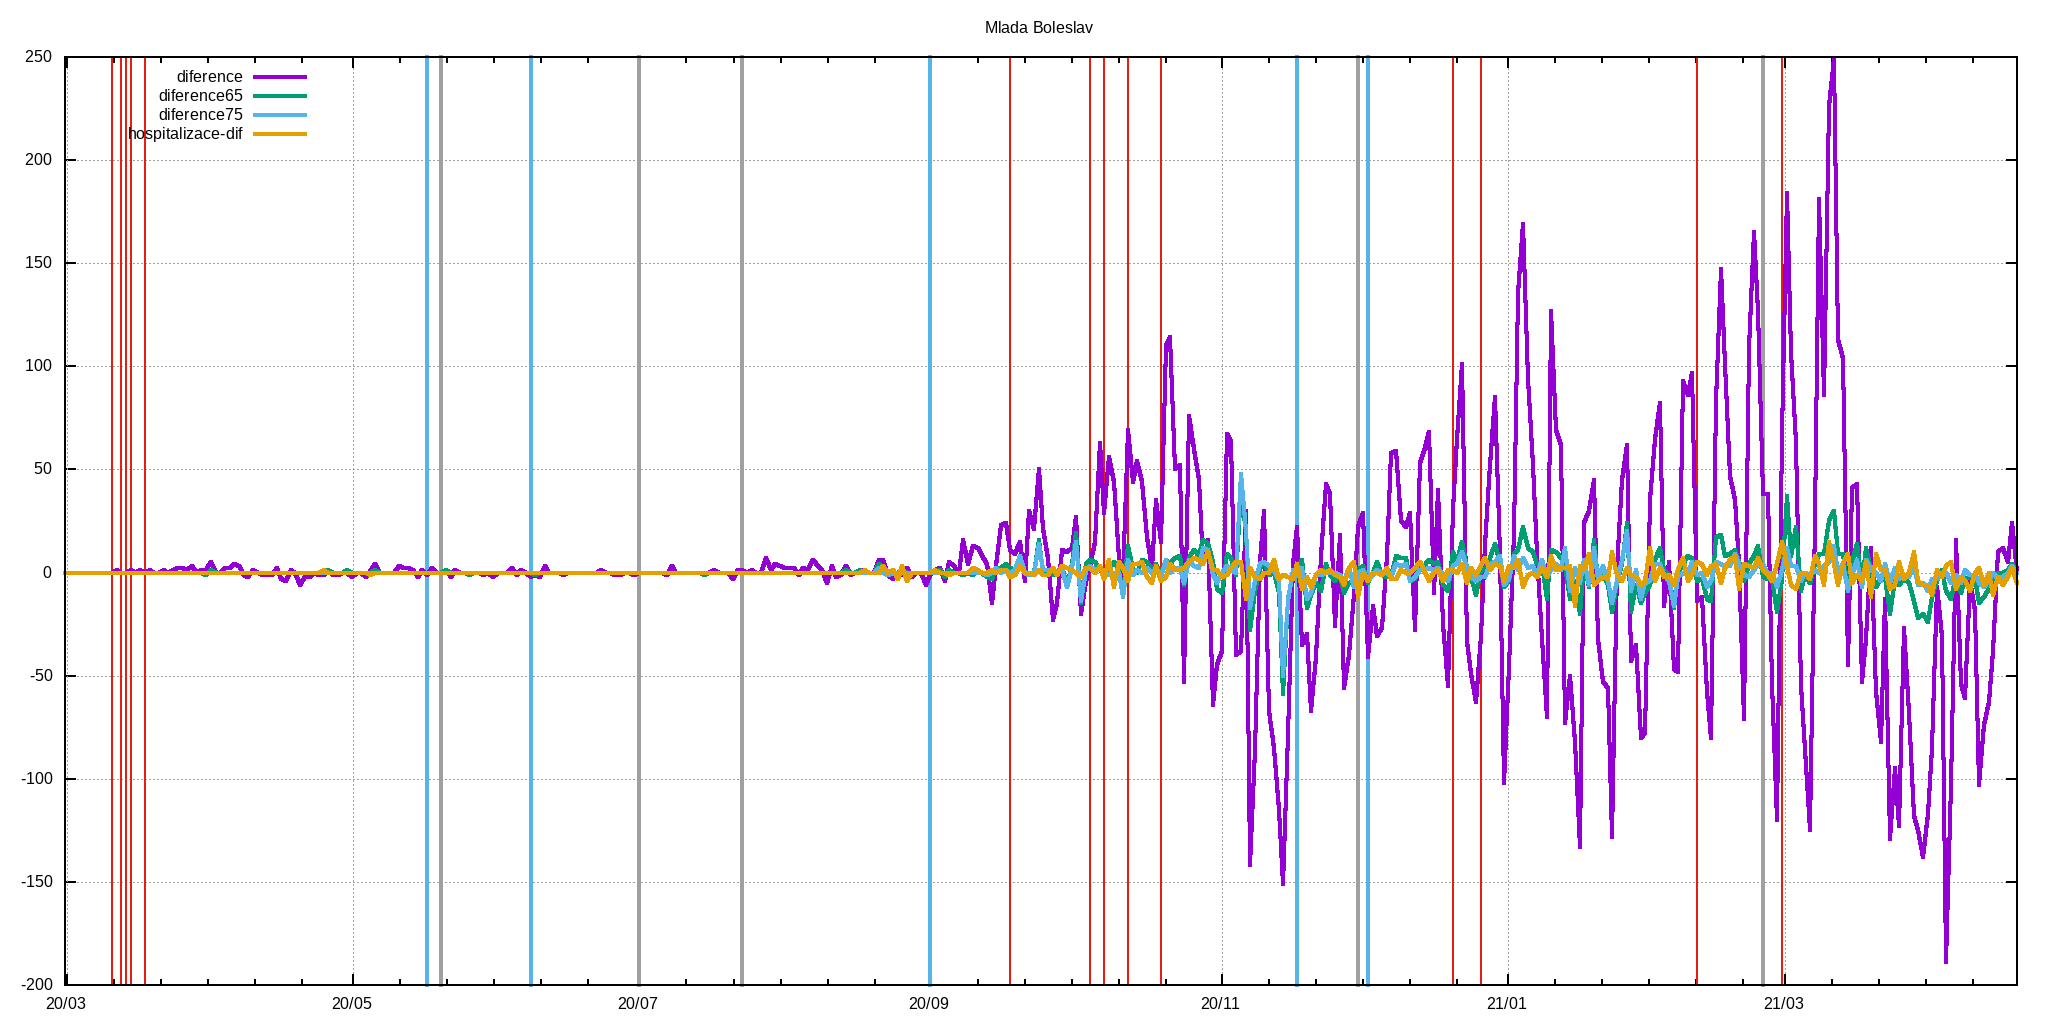 Mlada Boleslav
250
200
150
100
50
0
-50
-100
-150
-200
diference
diference65
diference75
hospitalizace-dif
20/03 20/05 20/07 20/09 20/11 21/01 21/03